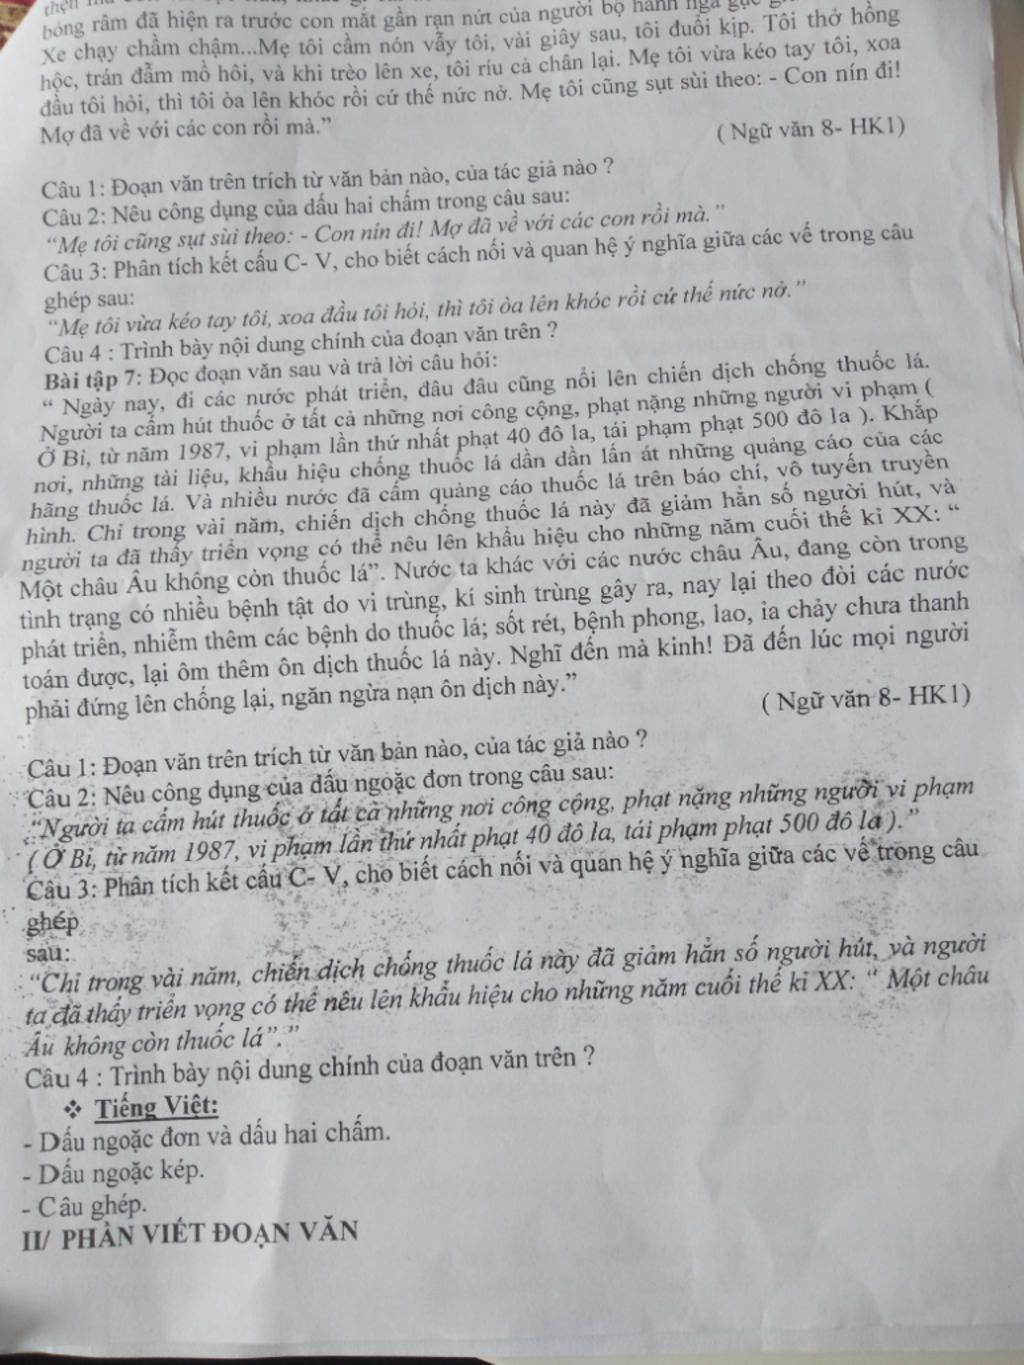 bóng râm đã hiện ra trước con mắt gần rạn nứt của người bộ hành ngã gục
Xe chạy chầm chậm...Mẹ tôi cầm nón vẫy tôi, vài giây sau, tôi đuổi kịp. Tôi thở hồng
hộc, trán đẫm mồ hôi, và khi trèo lên xe, tôi ríu cả chân lại. Mẹ tôi vừa kéo tay tôi, xoa
đầu tôi hỏi, thì tôi òa lên khóc rồi cứ thế nức nở. Mẹ tôi cũng sụt sùi theo: - Con nín đi!
Mợ đã về với các con rồi mà.”
( Ngữ văn 8- HK1)
Câu 1: Đoạn văn trên trích từ văn bản nào, của tác giả nào ?
Câu 2: Nêu công dụng của dấu hai chấm trong câu sau:
“Mẹ tôi cũng sụt sùi theo: - Con nín đi! Mợ đã về với các con rồi mà.”
Câu 3: Phân tích kết cấu C- V, cho biết cách nối và quan hệ ý nghĩa giữa các vế trong câu
ghép sau:
“Mẹ tôi vừa kéo tay tôi, xoa đầu tôi hỏi, thì tôi òa lên khóc rồi cứ thế nức nở.”
Câu 4 : Trình bày nội dung chính của đoạn văn trên ?
Bài tập 7: Đọc đoạn văn sau và trả lời câu hỏi:
“ Ngày nay, đi các nước phát triển, đâu đâu cũng nổi lên chiến dịch chống thuốc lá.
Người ta cấm hút thuốc ở tất cả những nơi công cộng, phạt nặng những người vi phạm (
Ở Bỉ, từ năm 1987, vi phạm lần thứ nhất phạt 40 đô la, tái phạm phạt 500 đô la ). Khắp
nơi, những tài liệu, khẩu hiệu chống thuốc lá dần dần lấn át những quảng cáo của các
hãng thuốc lá. Và nhiều nước đã cấm quảng cáo thuốc lá trên báo chí, vô tuyến truyền
hình. Chỉ trong vài năm, chiến dịch chống thuốc lá này đã giảm hẳn số người hút, và
người ta đã thấy triển vọng có thể nêu lên khẩu hiệu cho những năm cuối thế kỉ XX: “
Một châu Âu không còn thuốc lá”. Nước ta khác với các nước châu Âu, đang còn trong
tình trạng có nhiều bệnh tật do vi trùng, kí sinh trùng gây ra, nay lại theo đòi các nước
phát triển, nhiễm thêm các bệnh do thuốc lá; sốt rét, bệnh phong, lao, ỉa chảy chưa thanh
toán được, lại ôm thêm ôn dịch thuốc lá này. Nghĩ đến mà kinh! Đã đến lúc mọi người
phải đứng lên chống lại, ngăn ngừa nạn ôn dịch này.”
( Ngữ văn 8- HK1)
Câu 1: Đoạn văn trên trích từ văn bản nào, của tác giả nào ?
Câu 2: Nêu công dụng của dấu ngoặc đơn trong câu sau:
“Người ta cấm hút thuốc ở tất cả những nơi công cộng, phạt nặng những người vi phạm
( Ở Bỉ, từ năm 1987, vi phạm lần thứ nhất phạt 40 đô la, tái phạm phạt 500 đô la ).”
Câu 3: Phân tích kết cấu C- V, cho biết cách nối và quan hệ ý nghĩa giữa các vế trong câu
ghép
sau:
“Chỉ trong vài năm, chiến dịch chống thuốc lá này đã giảm hẳn số người hút, và người
ta đã thấy triển vọng có thể nêu lên khẩu hiệu cho những năm cuối thế kỉ XX: “ Một châu
Âu không còn thuốc lá”.”
Câu 4 : Trình bày nội dung chính của đoạn văn trên ?
❖ Tiếng Việt:
- Dấu ngoặc đơn và dấu hai chấm.
- Dấu ngoặc kép.
- Câu ghép.
II/ PHẦN VIẾT ĐOẠN VĂN